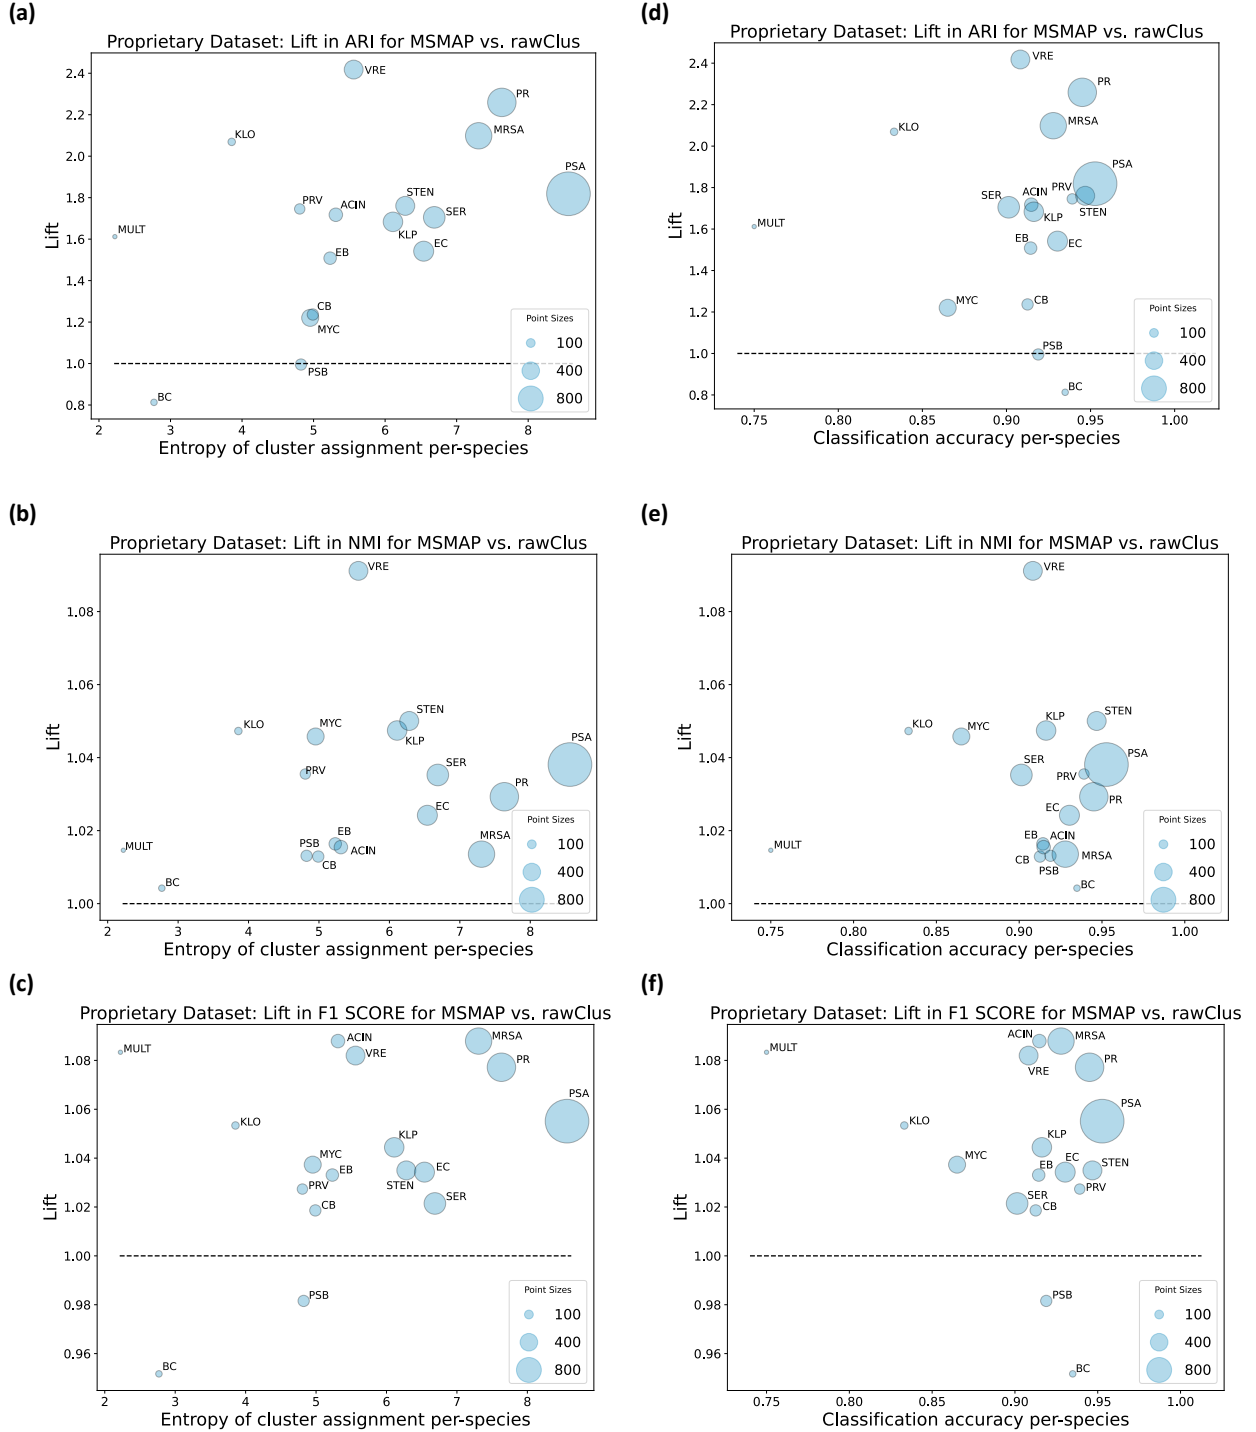 (a)
Proprietary Dataset: Lift in ARI for MSMAP vs. rawClus
Lift
2.4
2.2
2.0
1.8
1.6
1.4
1.2
1.0
0.8
VRE
PR
KLO
MRSA
PSA
PRV
ACIN
STEN
SER
MULT
KLP
EC
EB
CB
MYC
PSB
BC
Point Sizes
100
400
800
2 3 4 5 6 7 8
Entropy of cluster assignment per-species
(d)
Proprietary Dataset: Lift in ARI for MSMAP vs. rawClus
Lift
2.4
2.2
2.0
1.8
1.6
1.4
1.2
1.0
0.8
VRE
PR
KLO
MRSA
PSA
SER
ACIN
PRV
STEN
MULT
KLP
EB
EC
MYC
CB
PSB
BC
Point Sizes
100
400
800
0.75 0.80 0.85 0.90 0.95 1.00
Classification accuracy per-species
(b)
Proprietary Dataset: Lift in NMI for MSMAP vs. rawClus
Lift
1.08
1.06
1.04
1.02
1.00
VRE
KLO
MYC
STEN
KLP
PSA
PRV
SER
PR
EC
MULT
PSB
EB
CB
ACIN
MRSA
BC
Point Sizes
100
400
800
2 3 4 5 6 7 8
Entropy of cluster assignment per-species
(e)
Proprietary Dataset: Lift in NMI for MSMAP vs. rawClus
Lift
1.08
1.06
1.04
1.02
1.00
VRE
KLO
MYC
KLP
STEN
SER
PSA
PRV
PR
EC
MULT
EB
ACIN
CB
PSB
MRSA
BC
Point Sizes
100
400
800
0.75 0.80 0.85 0.90 0.95 1.00
Classification accuracy per-species
(c)
Proprietary Dataset: Lift in F1 SCORE for MSMAP vs. rawClus
Lift
1.08
1.06
1.04
1.02
1.00
0.98
0.96
MULT
ACIN
VRE
MRSA
PR
PSA
KLO
KLP
MYC
EB
STEN
EC
PRV
CB
SER
PSB
BC
Point Sizes
100
400
800
2 3 4 5 6 7 8
Entropy of cluster assignment per-species
(f)
Proprietary Dataset: Lift in F1 SCORE for MSMAP vs. rawClus
Lift
1.08
1.06
1.04
1.02
1.00
0.98
0.96
MULT
ACIN
MRSA
VRE
PR
PSA
KLO
KLP
MYC
EB
EC
STEN
PRV
SER
CB
PSB
BC
Point Sizes
100
400
800
0.75 0.80 0.85 0.90 0.95 1.00
Classification accuracy per-species